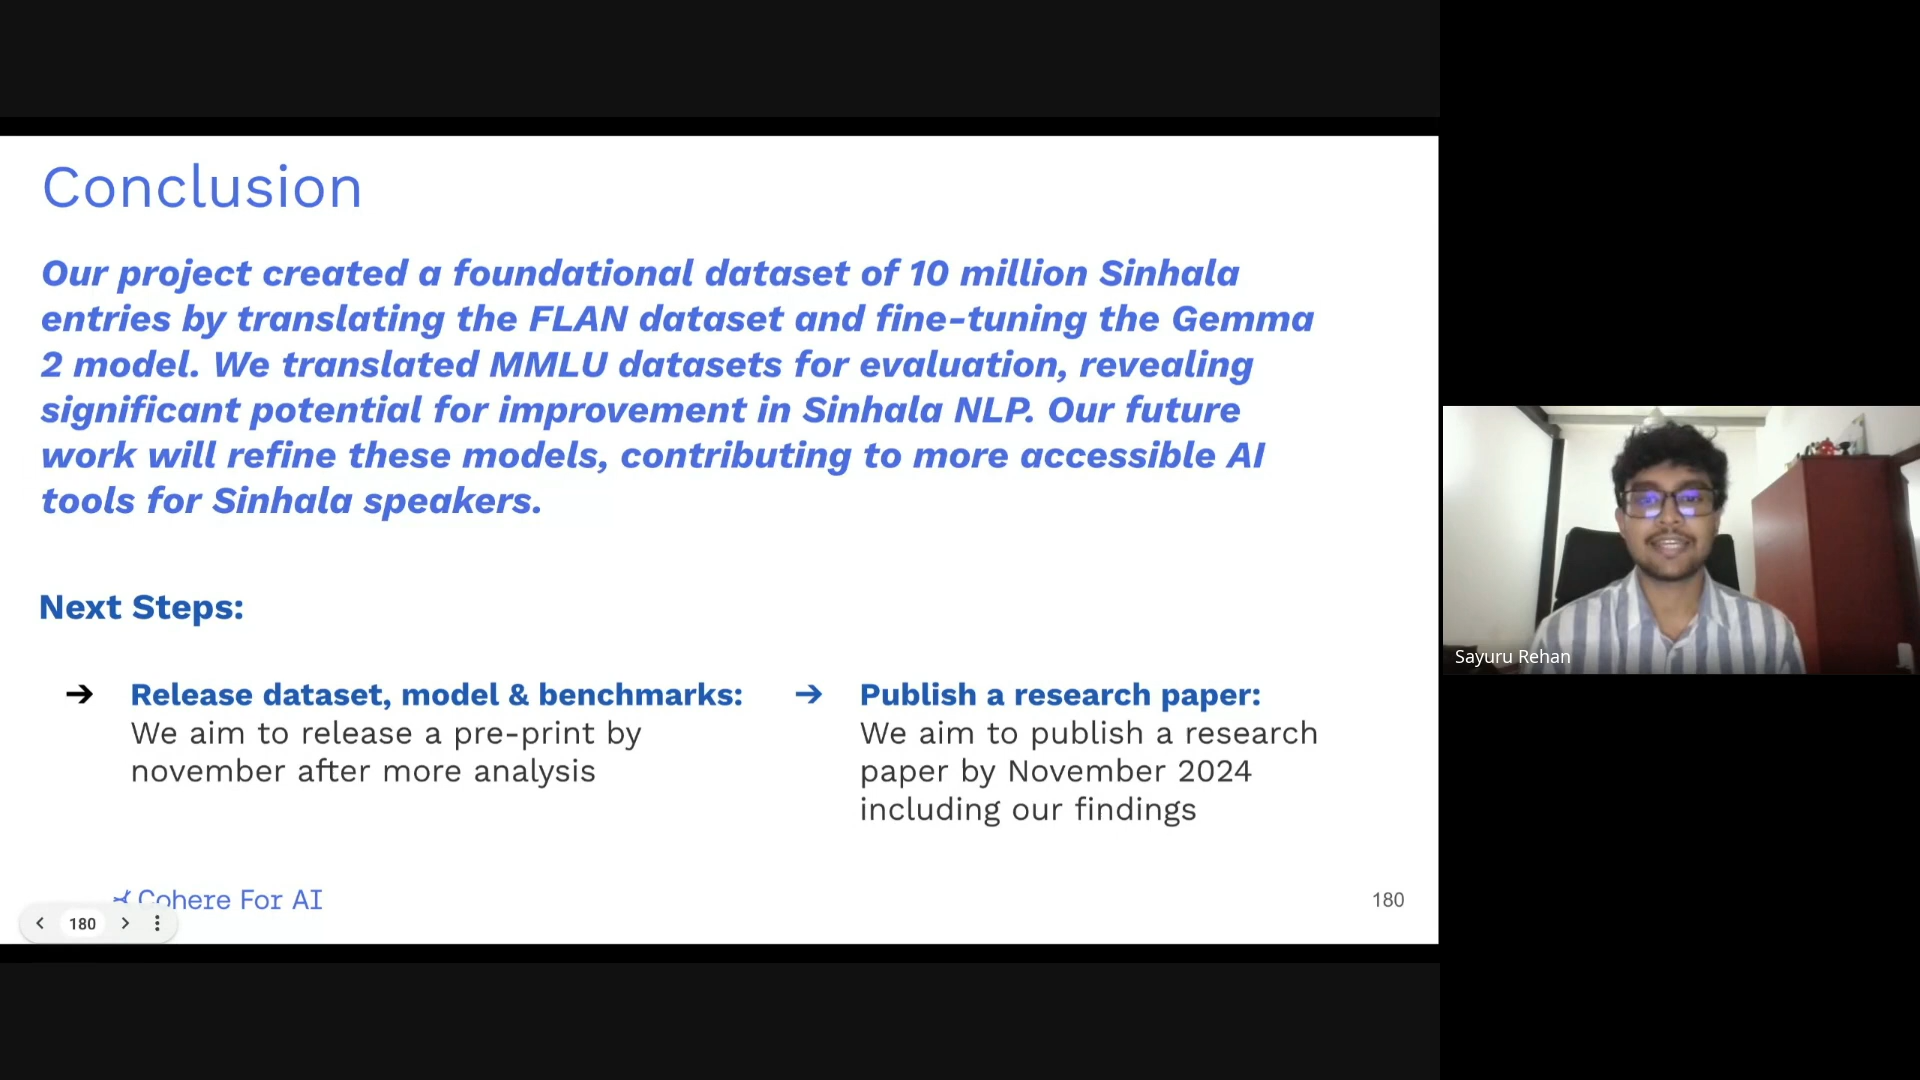 Conclusion
Our project created a foundational dataset of 10 million Sinhala
entries by translating the FLAN dataset and fine-tuning the Gemma
2 model. We translated MMLU datasets for evaluation, revealing
significant potential for improvement in Sinhala NLP. Our future
work will refine these models, contributing to more accessible AI
tools for Sinhala speakers.
Next Steps:
➔ Release dataset, model & benchmarks:
We aim to release a pre-print by
november after more analysis
➔ Publish a research paper:
We aim to publish a research
paper by November 2024
including our findings
Cohere For AI
180
180
Sayuru Rehan